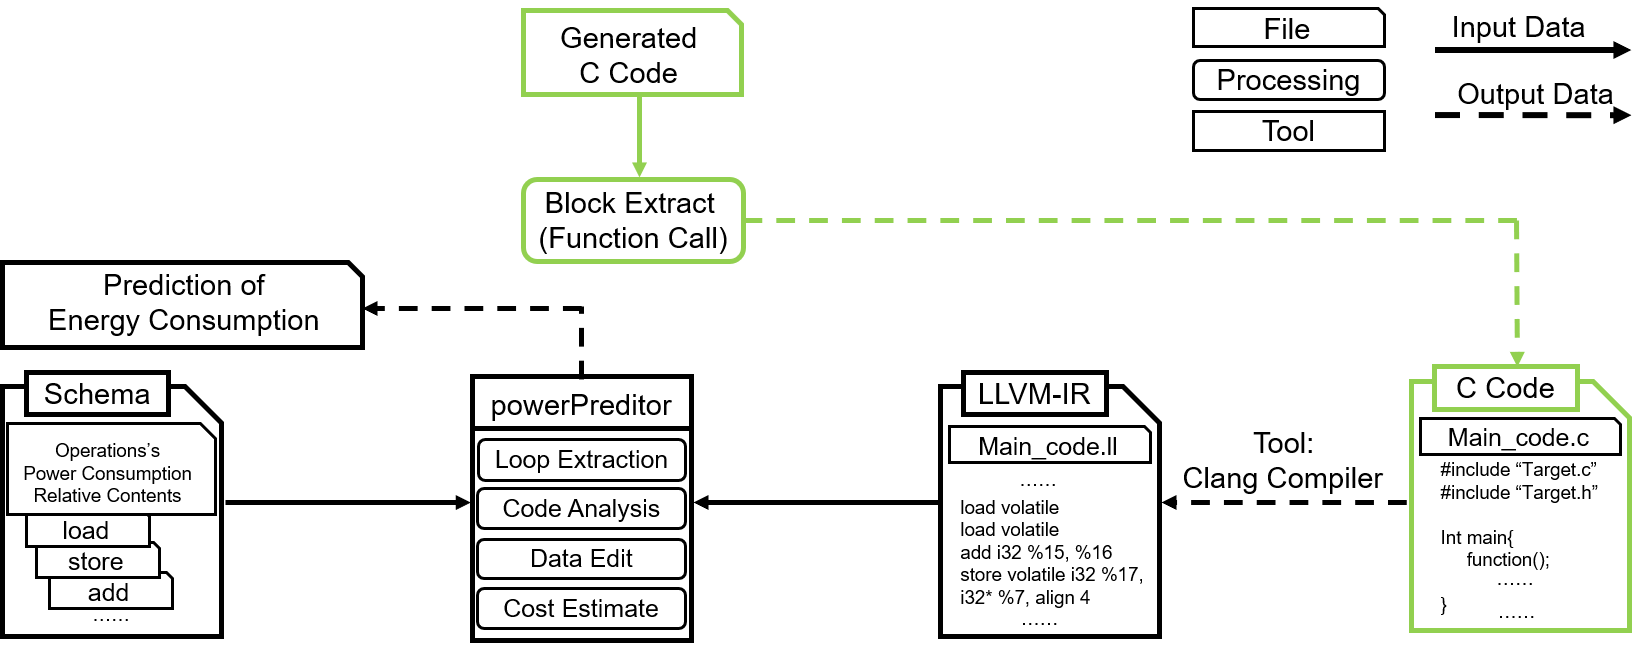 Generated
C Code
File
Processing
Tool
Input Data
Output Data
Block Extract
(Function Call)
Prediction of
Energy Consumption
Schema
Operations's
Power Consumption
Relative Contents
load
store
add
......
powerPreditor
Loop Extraction
Code Analysis
Data Edit
Cost Estimate
LLVM-IR
Main_code.ll
......
load volatile
load volatile
add i32 %15, %16
store volatile i32 %17,
i32* %7, align 4
......
Tool:
Clang Compiler
C Code
Main_code.c
#include “Target.c”
#include “Target.h”
Int main{
function();
......
}
......